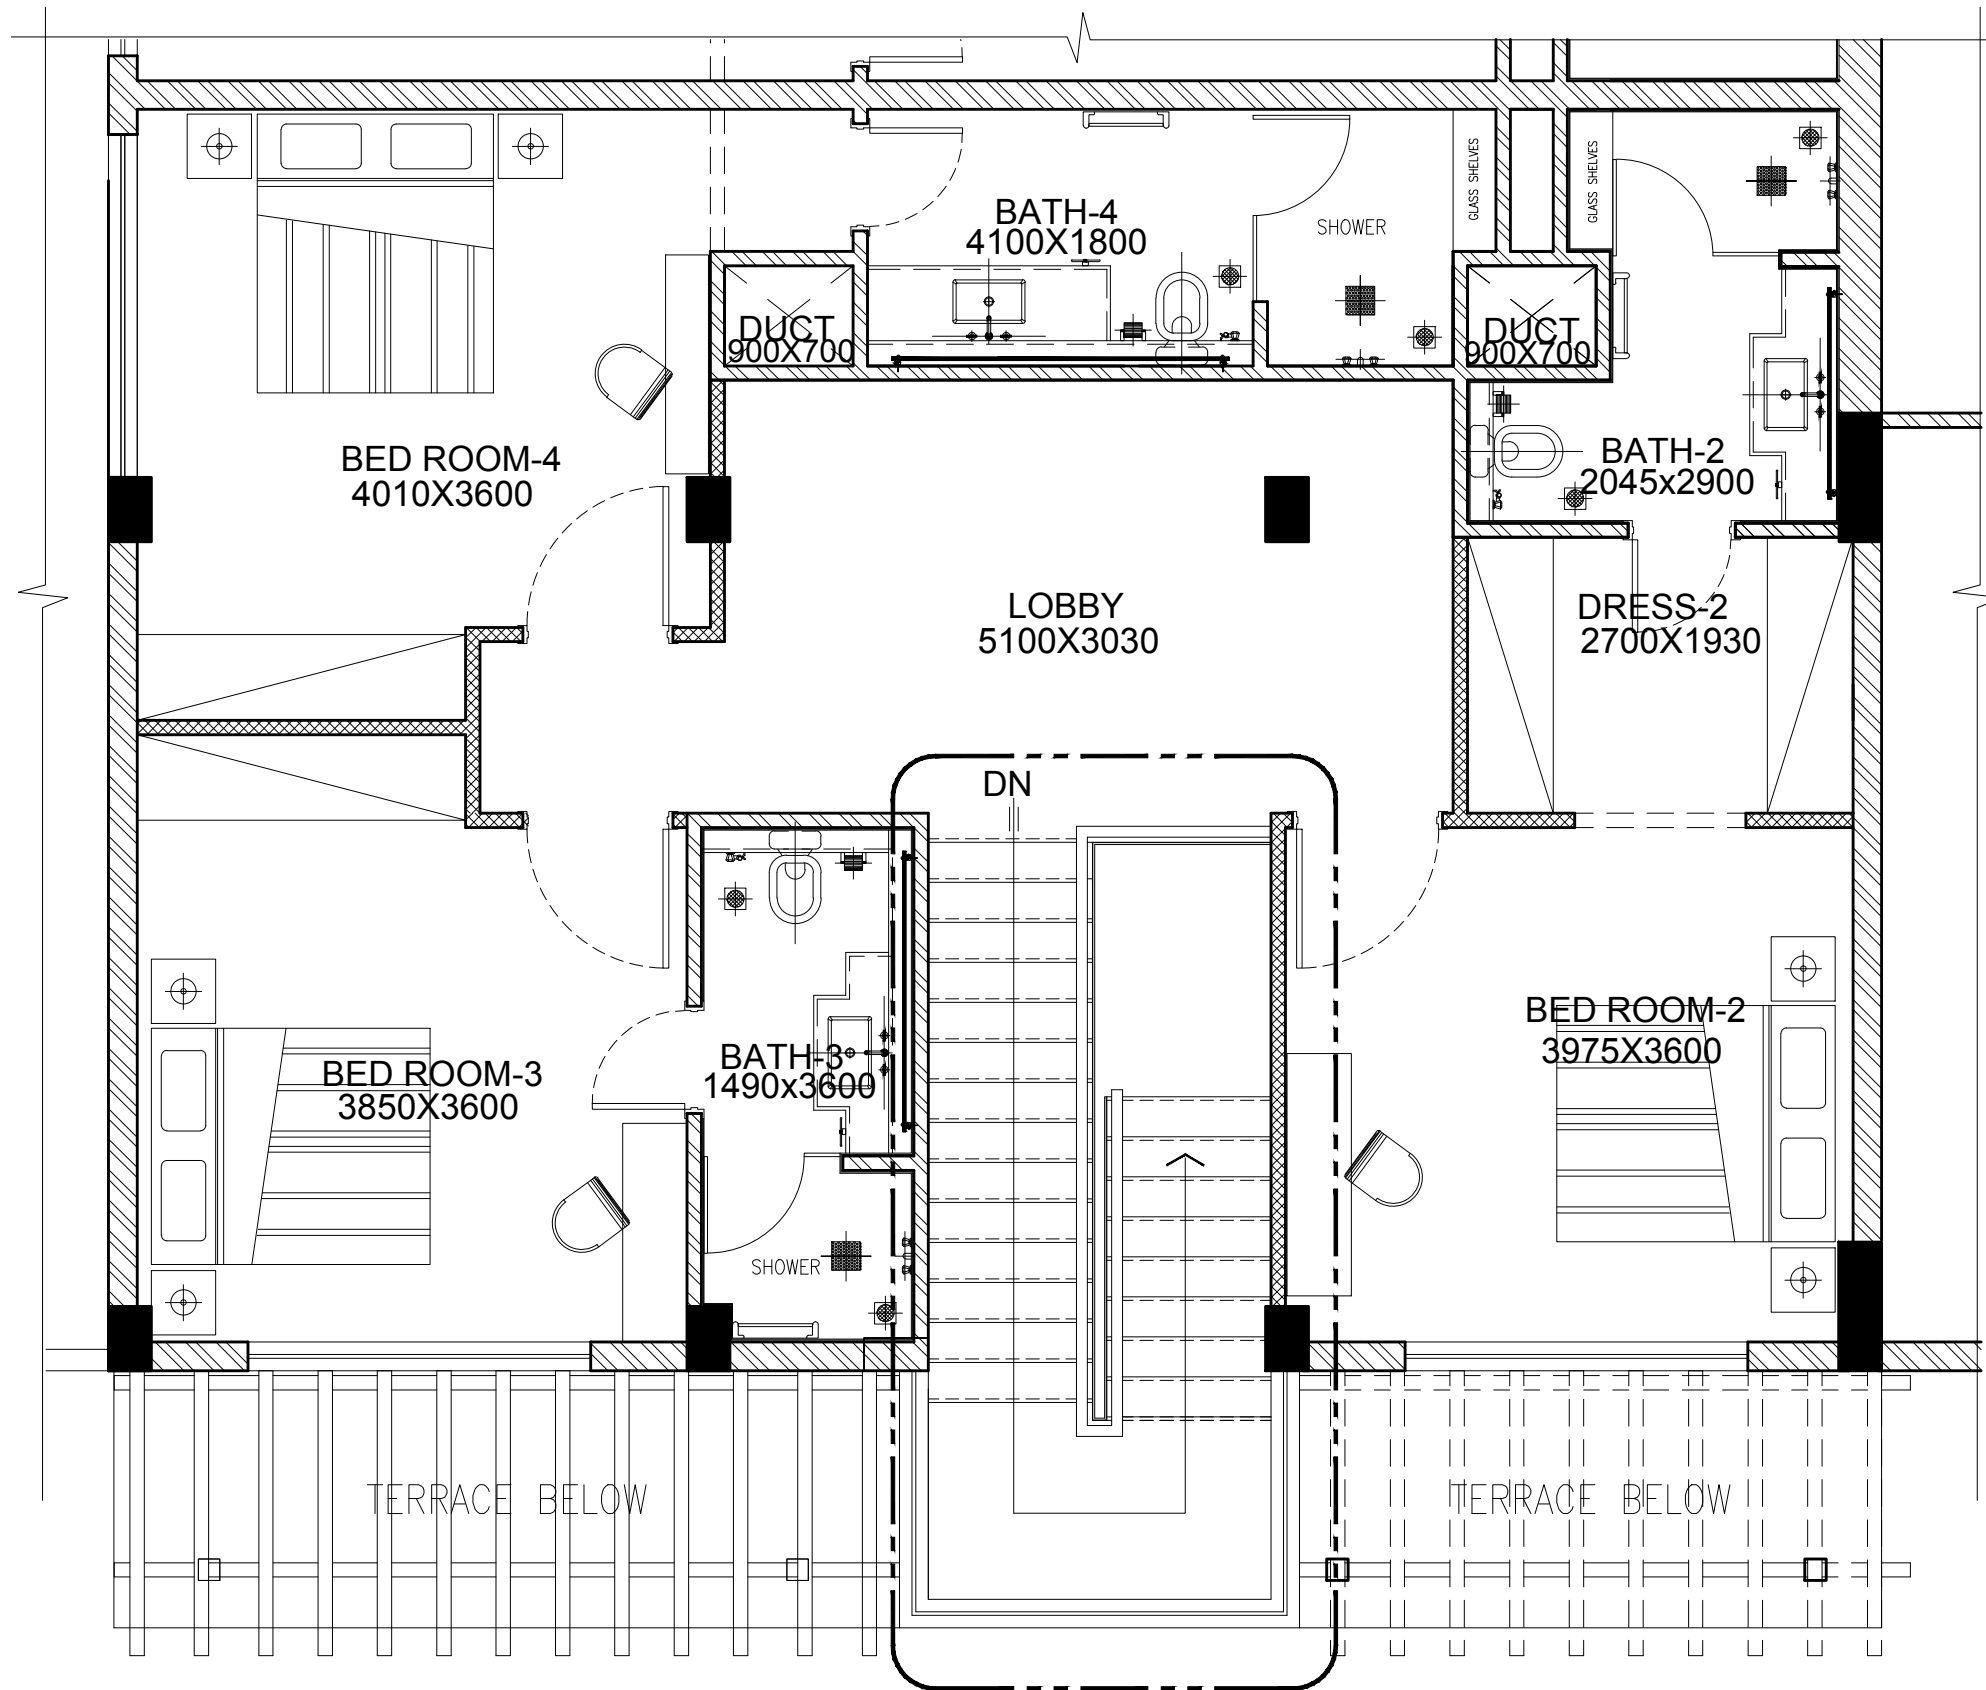 GLASS SHELVES
GLASS SHELVES
BATH-4
4100X1800
SHOWER
DUCT
900X700
DUCT
900X700
BED ROOM-4
4010X3600
BATH-2
2045x2900
LOBBY
5100X3030
DRESS-2
2700X1930
DN
BED ROOM-2
3975X3600
BATH-3
1490x3600
BED ROOM-3
3850X3600
SHOWER
TERRACE BELOW
TERRACE BELOW